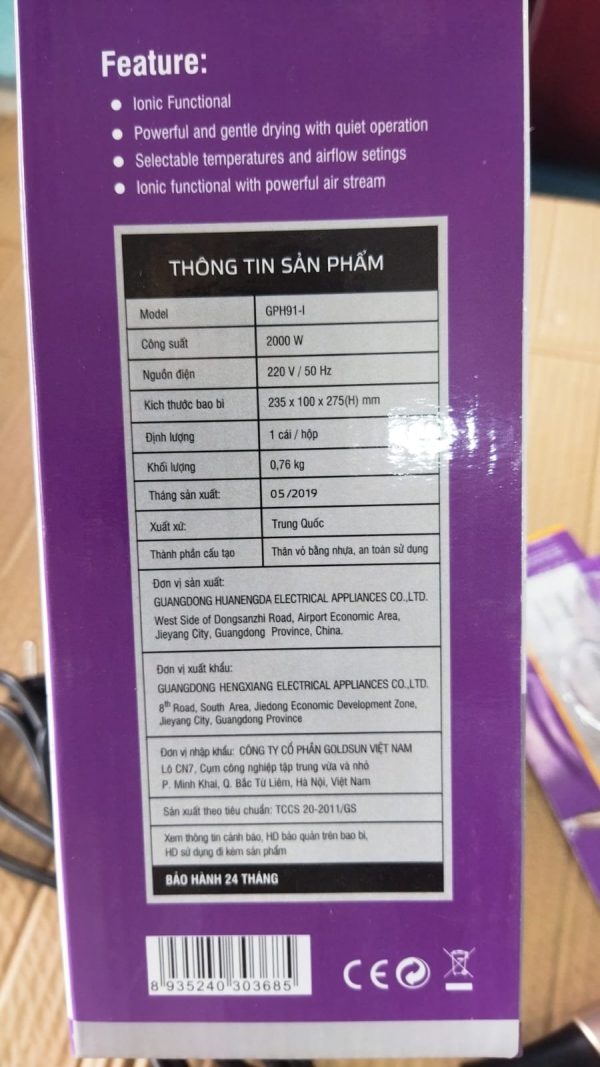 Feature:
Ionic Functional
Powerful and gentle drying with quiet operation
Selectable temperatures and airflow setings
Ionic functional with powerful air stream
THÔNG TIN SẢN PHẨM
Model GPH91-I
Công suất 2000 W
Nguồn điện 220 V / 50 Hz
Kích thước bao bì 235 x 100 x 275(H) mm
Định lượng 1 cái / hộp
Khối lượng 0,76 kg
Tháng sản xuất: 05/2019
Xuất xứ: Trung Quốc
Thành phần cấu tạo Thân vỏ bằng nhựa, an toàn sử dụng
Đơn vị sản xuất:
GUANGDONG HUANENGDA ELECTRICAL APPLIANCES CO.,LTD.
West Side of Dongsanzhi Road, Airport Economic Area,
Jieyang City, Guangdong Province, China.
Đơn vị xuất khẩu:
GUANGDONG HENGXIANG ELECTRICAL APPLIANCES CO.,LTD.
8th Road, South Area, Jiedong Economic Development Zone,
Jieyang City, Guangdong Province
Đơn vị nhập khẩu: CÔNG TY CỔ PHẦN GOLDSUN VIỆT NAM
Lô CN7, Cụm công nghiệp tập trung vừa và nhỏ
P. Minh Khai, Q. Bắc Từ Liêm, Hà Nội, Việt Nam
Sản xuất theo tiêu chuẩn: TCCS 20-2011/GS
Xem thông tin cảnh báo, HD bảo quản trên bao bì,
HD sử dụng đi kèm sản phẩm
BẢO HÀNH 24 THÁNG
8 935240 303685
CE